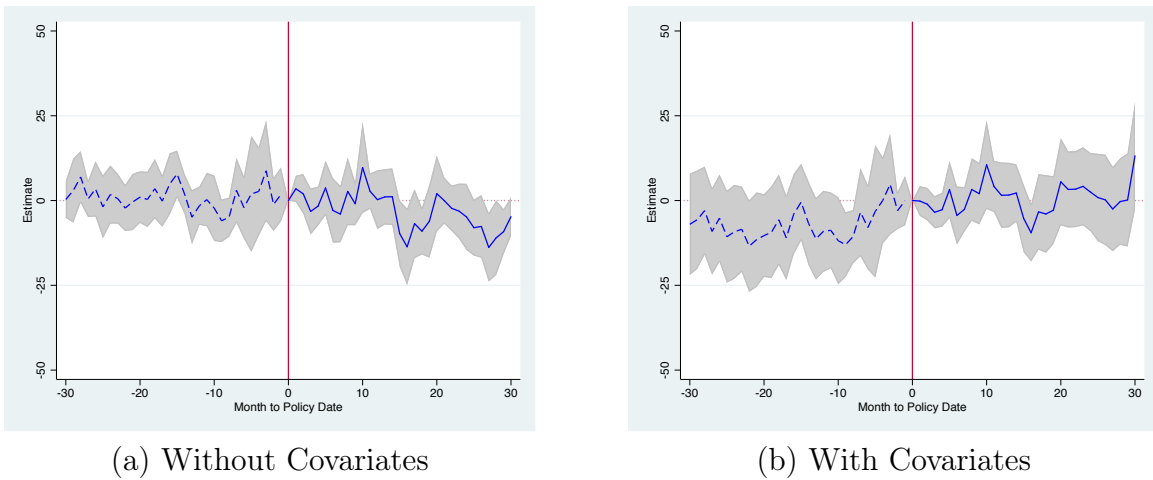 50
25
0
-25
-50
Estimate
-30 -20 -10 0 10 20 30
Month to Policy Date
(a) Without Covariates
50
25
0
-25
-50
Estimate
-30 -20 -10 0 10 20 30
Month to Policy Date
(b) With Covariates